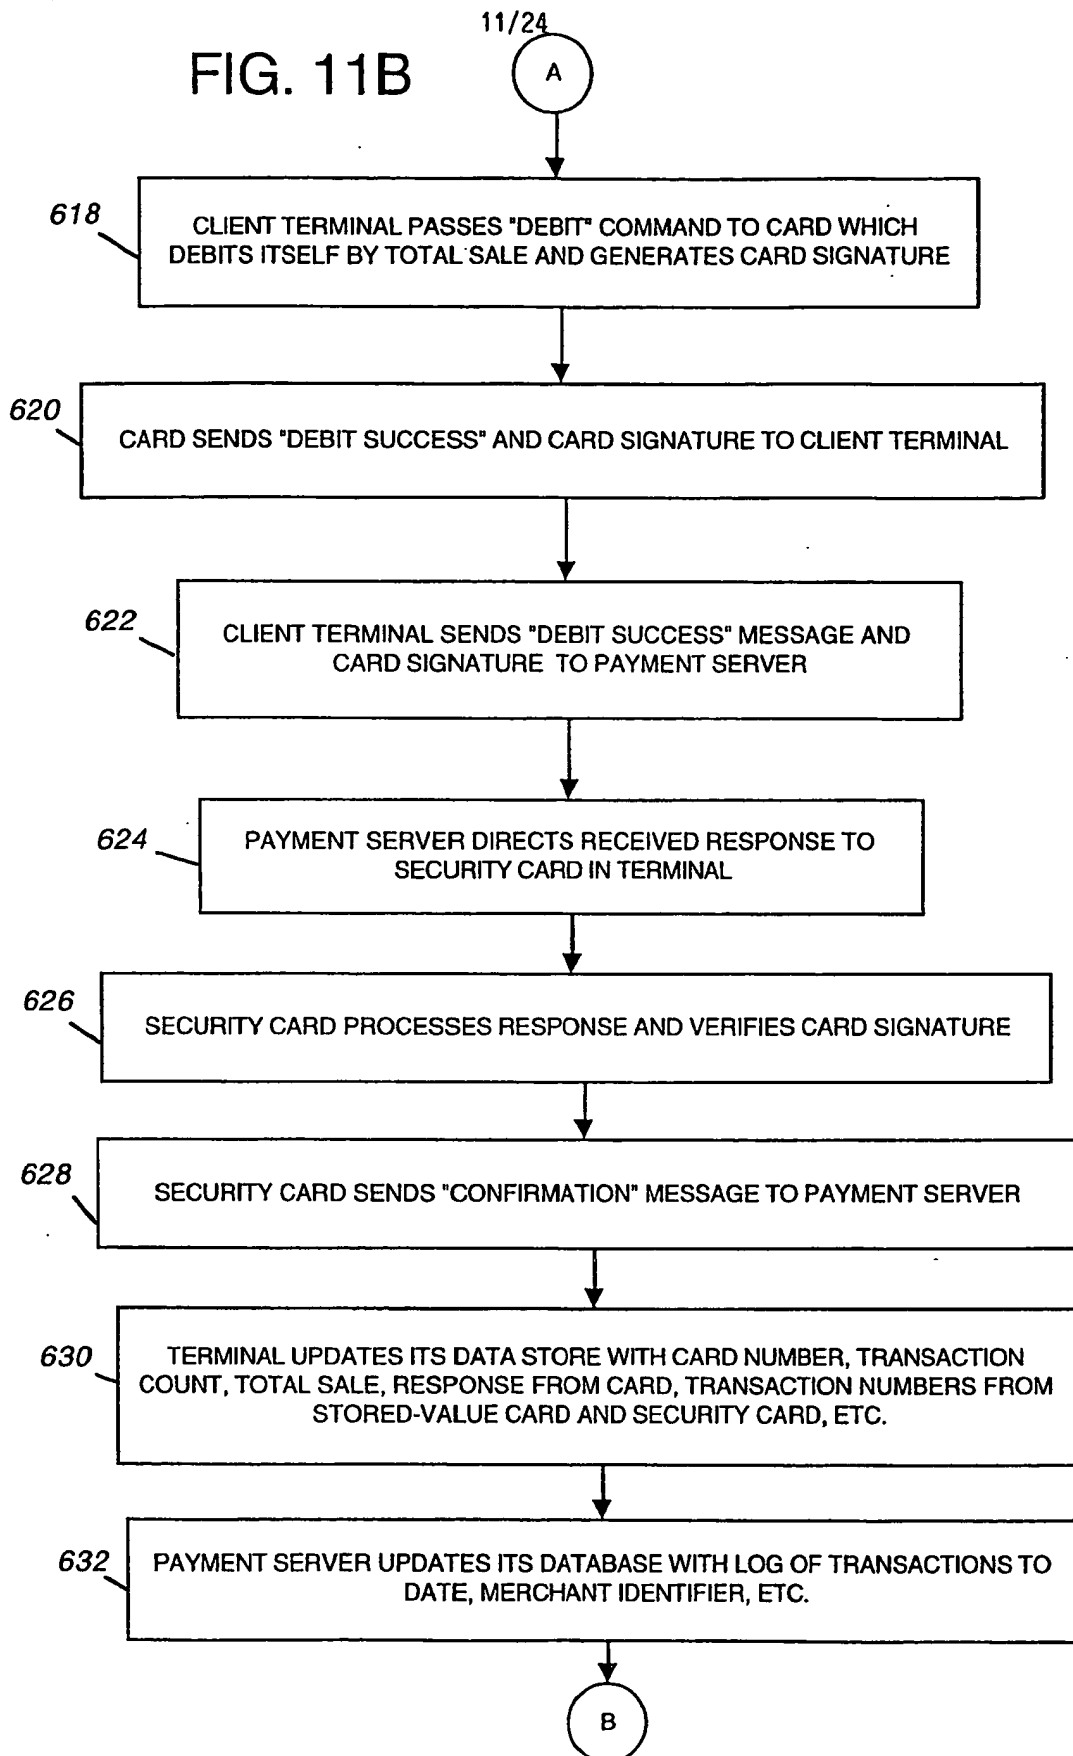 11/24
FIG. 11B
A
618
CLIENT TERMINAL PASSES "DEBIT" COMMAND TO CARD WHICH
DEBITS ITSELF BY TOTAL SALE AND GENERATES CARD SIGNATURE
620
CARD SENDS "DEBIT SUCCESS" AND CARD SIGNATURE TO CLIENT TERMINAL
622
CLIENT TERMINAL SENDS "DEBIT SUCCESS" MESSAGE AND
CARD SIGNATURE TO PAYMENT SERVER
624
PAYMENT SERVER DIRECTS RECEIVED RESPONSE TO
SECURITY CARD IN TERMINAL
626
SECURITY CARD PROCESSES RESPONSE AND VERIFIES CARD SIGNATURE
628
SECURITY CARD SENDS "CONFIRMATION" MESSAGE TO PAYMENT SERVER
630
TERMINAL UPDATES ITS DATA STORE WITH CARD NUMBER, TRANSACTION
COUNT, TOTAL SALE, RESPONSE FROM CARD, TRANSACTION NUMBERS FROM
STORED-VALUE CARD AND SECURITY CARD, ETC.
632
PAYMENT SERVER UPDATES ITS DATABASE WITH LOG OF TRANSACTIONS TO
DATE, MERCHANT IDENTIFIER, ETC.
B